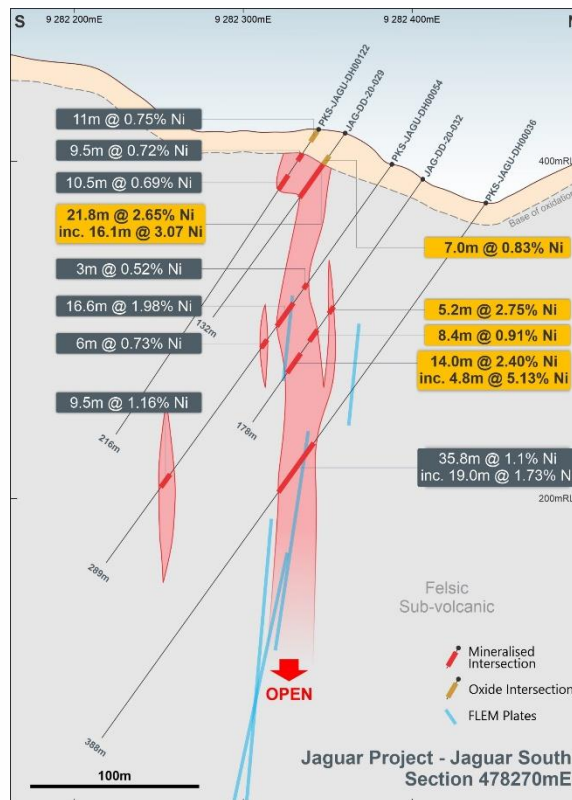 S
9 282 200mE
9 282 300mE
9 282 400mE
11m @ 0.75% Ni
9.5m @ 0.72% Ni
10.5m @ 0.69% Ni
21.8m @ 2.65% Ni
inc. 16.1m @ 3.07 Ni
3m @ 0.52% Ni
16.6m @ 1.98% Ni
6m @ 0.73% Ni
9.5m @ 1.16% Ni
PKS-JAGU-DH00122
JAG-DD-20-029
PKS-JAGU-DH00054
JAG-DD-20-032
PKS-JAGU-DH00036
400mRL
Base of oxidation
7.0m @ 0.83% Ni
5.2m @ 2.75% Ni
8.4m @ 0.91% Ni
14.0m @ 2.40% Ni
inc. 4.8m @ 5.13% Ni
35.8m @ 1.1% Ni
inc. 19.0m @ 1.73% N
200mRL
132m
178m
216m
289m
388m
Felsic
Sub-volcanic
Mineralised
Intersection
Oxide Intersection
FLEM Plates
OPEN
100m
Jaguar Project - Jaguar South
Section 478270mE